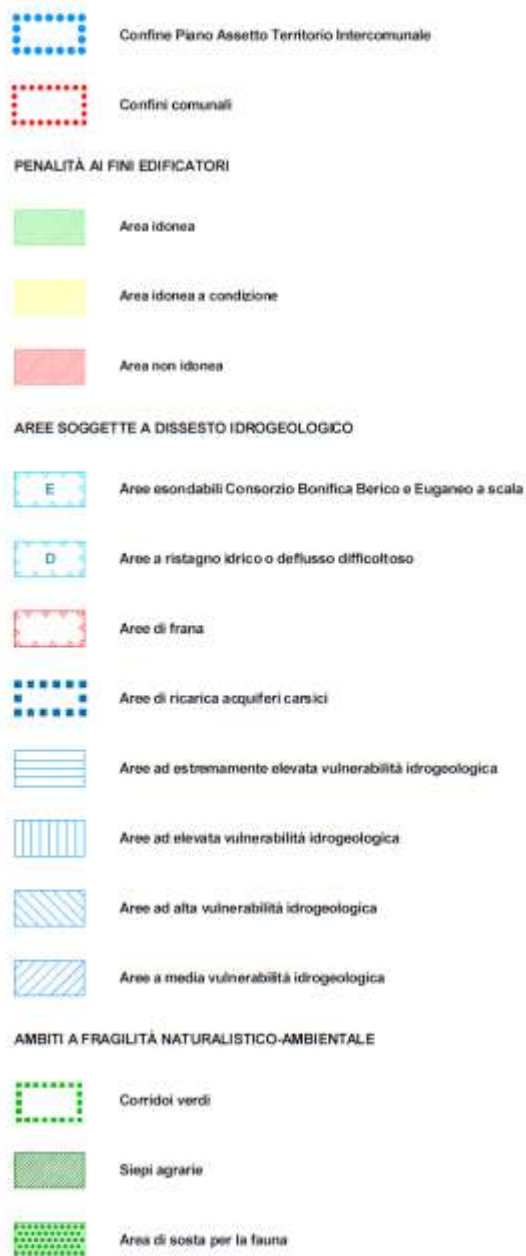 Confine Piano Assetto Territorio Intercomunale
Confini comunali
PENALITÀ AI FINI EDIFICATORI
Area idonea
Area idonea a condizione
Area non idonea
AREE SOGGETTE A DISSESTO IDROGEOLOGICO
E
Aree esondabili Consorzio Bonifica Berico e Euganeo a scala
D
Aree a ristagno idrico o deflusso difficoltoso
Aree di frana
Aree di ricarica acquiferi carsici
Aree ad estremamente elevata vulnerabilità idrogeologica
Aree ad elevata vulnerabilità idrogeologica
Aree ad alta vulnerabilità idrogeologica
Aree a media vulnerabilità idrogeologica
AMBITI A FRAGILITÀ NATURALISTICO-AMBIENTALE
Corridoi verdi
Siepi agrarie
Area di sosta per la fauna